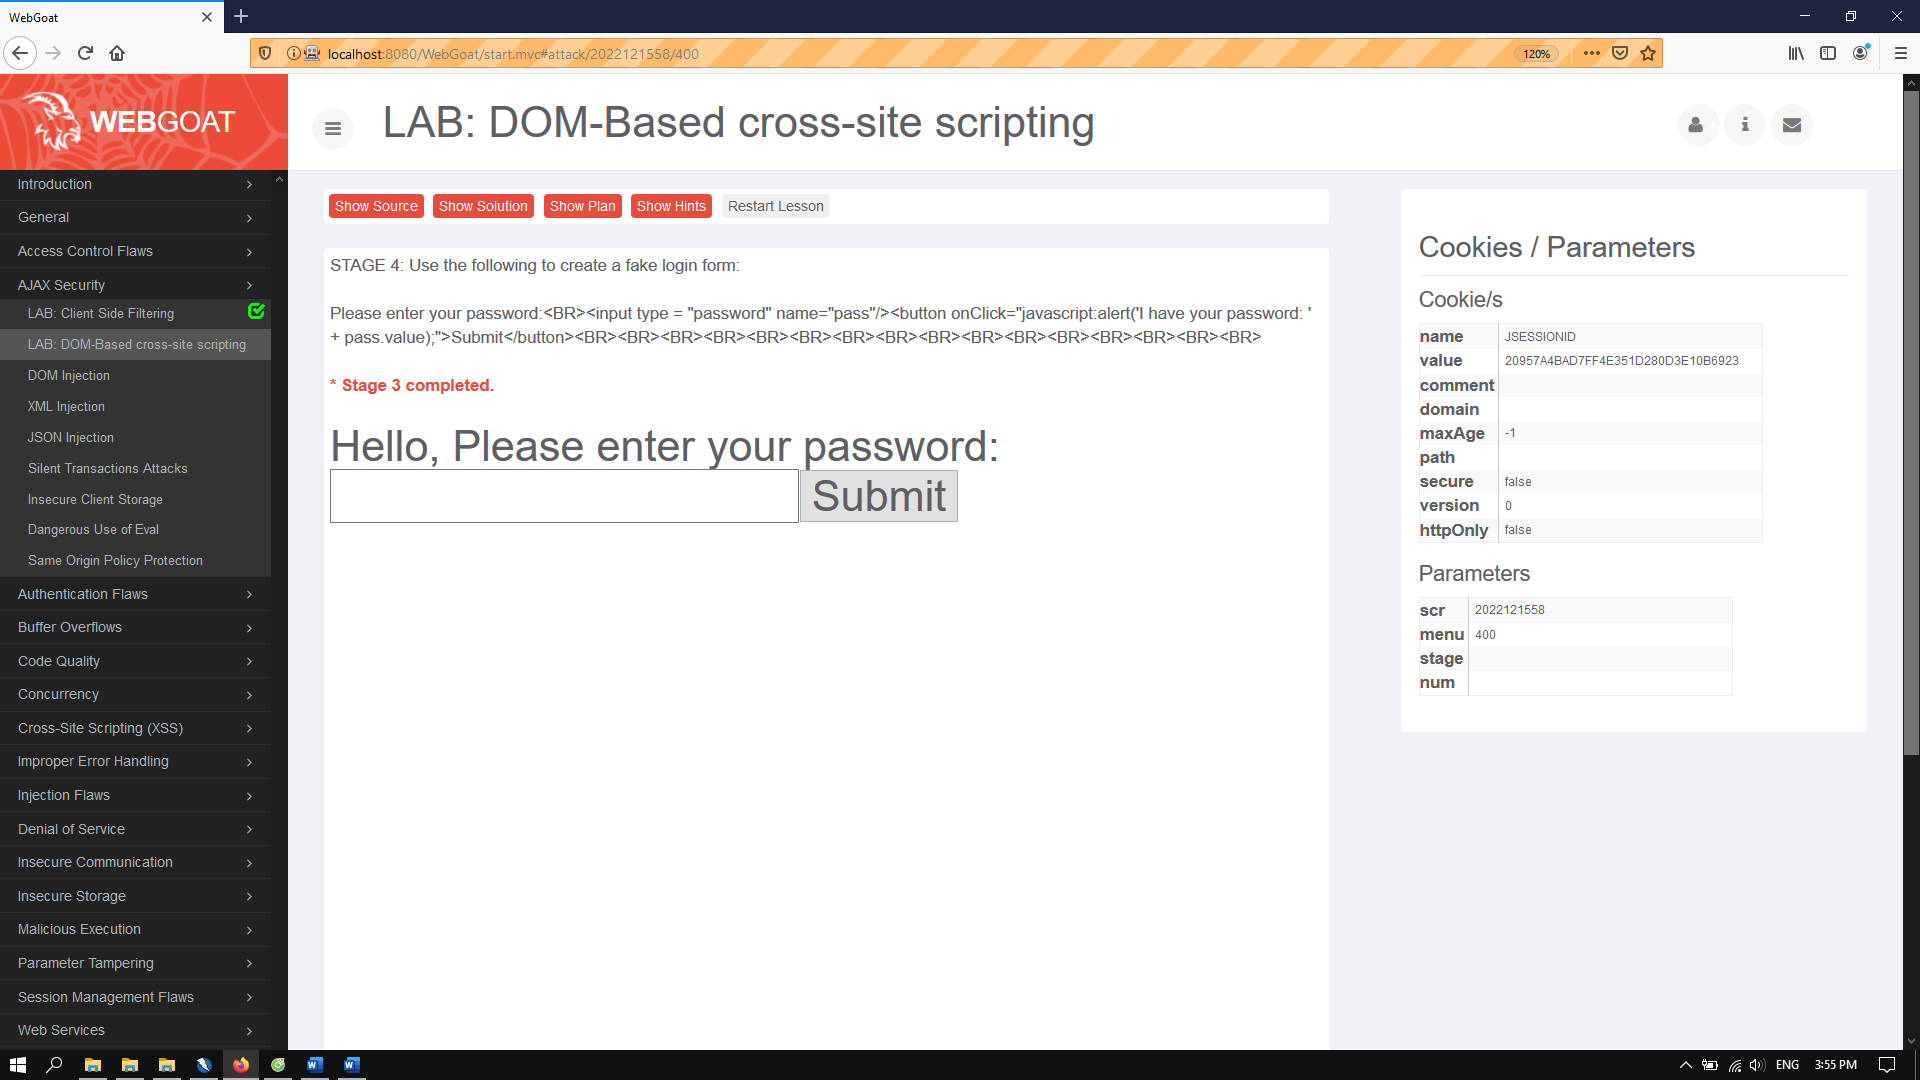 WebGoat
localhost:8080/WebGoat/start.mvc#attack/2022121558/400
120%
WEBGOAT
LAB: DOM-Based cross-site scripting
Introduction
General
Access Control Flaws
AJAX Security
LAB: Client Side Filtering
LAB: DOM-Based cross-site scripting
DOM Injection
XML Injection
JSON Injection
Silent Transactions Attacks
Insecure Client Storage
Dangerous Use of Eval
Same Origin Policy Protection
Authentication Flaws
Buffer Overflows
Code Quality
Concurrency
Cross-Site Scripting (XSS)
Improper Error Handling
Injection Flaws
Denial of Service
Insecure Communication
Insecure Storage
Malicious Execution
Parameter Tampering
Session Management Flaws
Web Services
Show Source Show Solution Show Plan Show Hints Restart Lesson
STAGE 4: Use the following to create a fake login form:
Please enter your password:<BR><input type = "password" name="pass"/><button onClick="javascript:alert('I have your password: '
+ pass.value);">Submit</button><BR><BR><BR><BR><BR><BR><BR><BR><BR><BR><BR><BR><BR><BR><BR><BR>
* Stage 3 completed.
Hello, Please enter your password:
Submit
Cookies / Parameters
Cookie/s
name JSESSIONID
value 20957A4BAD7FF4E351D280D3E10B6923
comment
domain
maxAge -1
path
secure false
version 0
httpOnly false
Parameters
scr 2022121558
menu 400
stage
num
ENG 3:55 PM